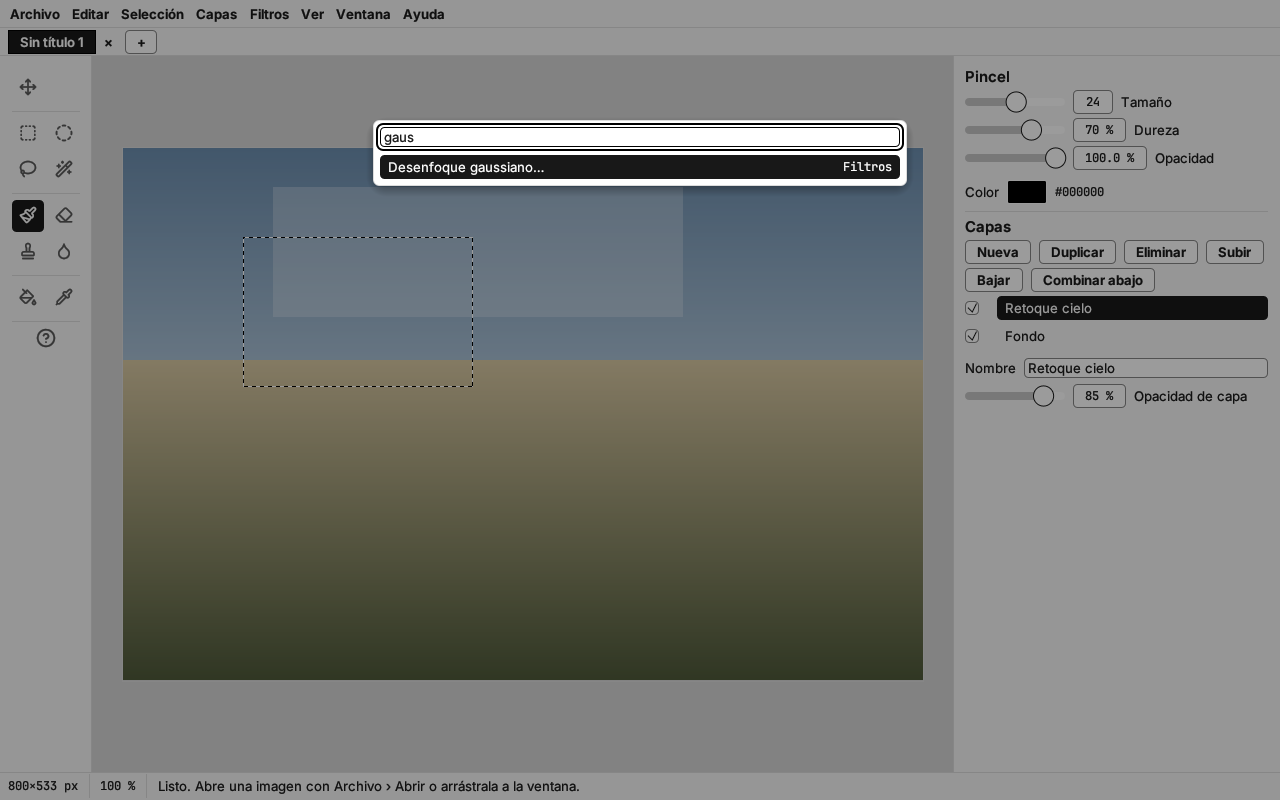 Archivo Editar Selección Capas Filtros Ver Ventana Ayuda
Sin título 1 × +
gaus
Desenfoque gaussiano... Filtros
Pincel
24 Tamaño
70 % Dureza
100.0 % Opacidad
Color #000000
Capas
Nueva Duplicar Eliminar Subir
Bajar Combinar abajo
Retoque cielo
Fondo
Nombre Retoque cielo
85 % Opacidad de capa
800×533 px 100 % Listo. Abre una imagen con Archivo › Abrir o arrástrala a la ventana.